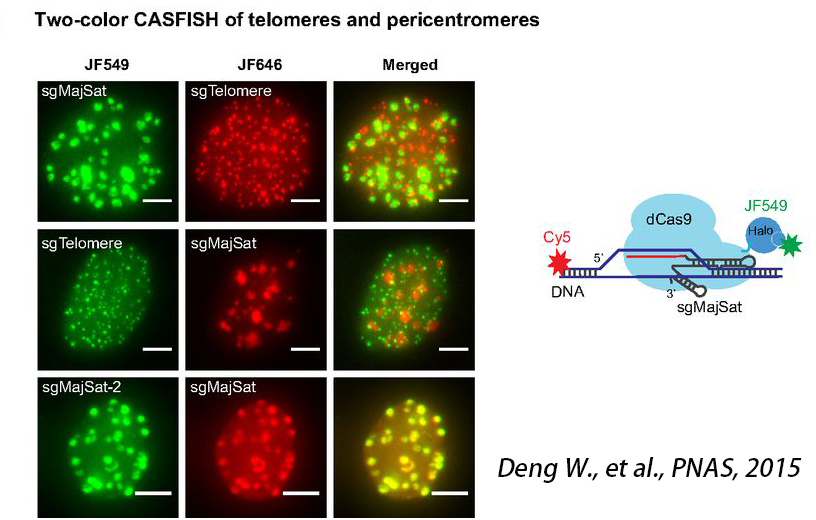 Two-color CASFISH of telomeres and pericentromeres
JF549 JF646 Merged
sgMajSat sgTelomere
sgTelomere sgMajSat
sgMajSat-2 sgMajSat
JF549
dCas9
Halo
Cy5
5'
DNA
3'
sgMajSat
Deng W., et al., PNAS, 2015